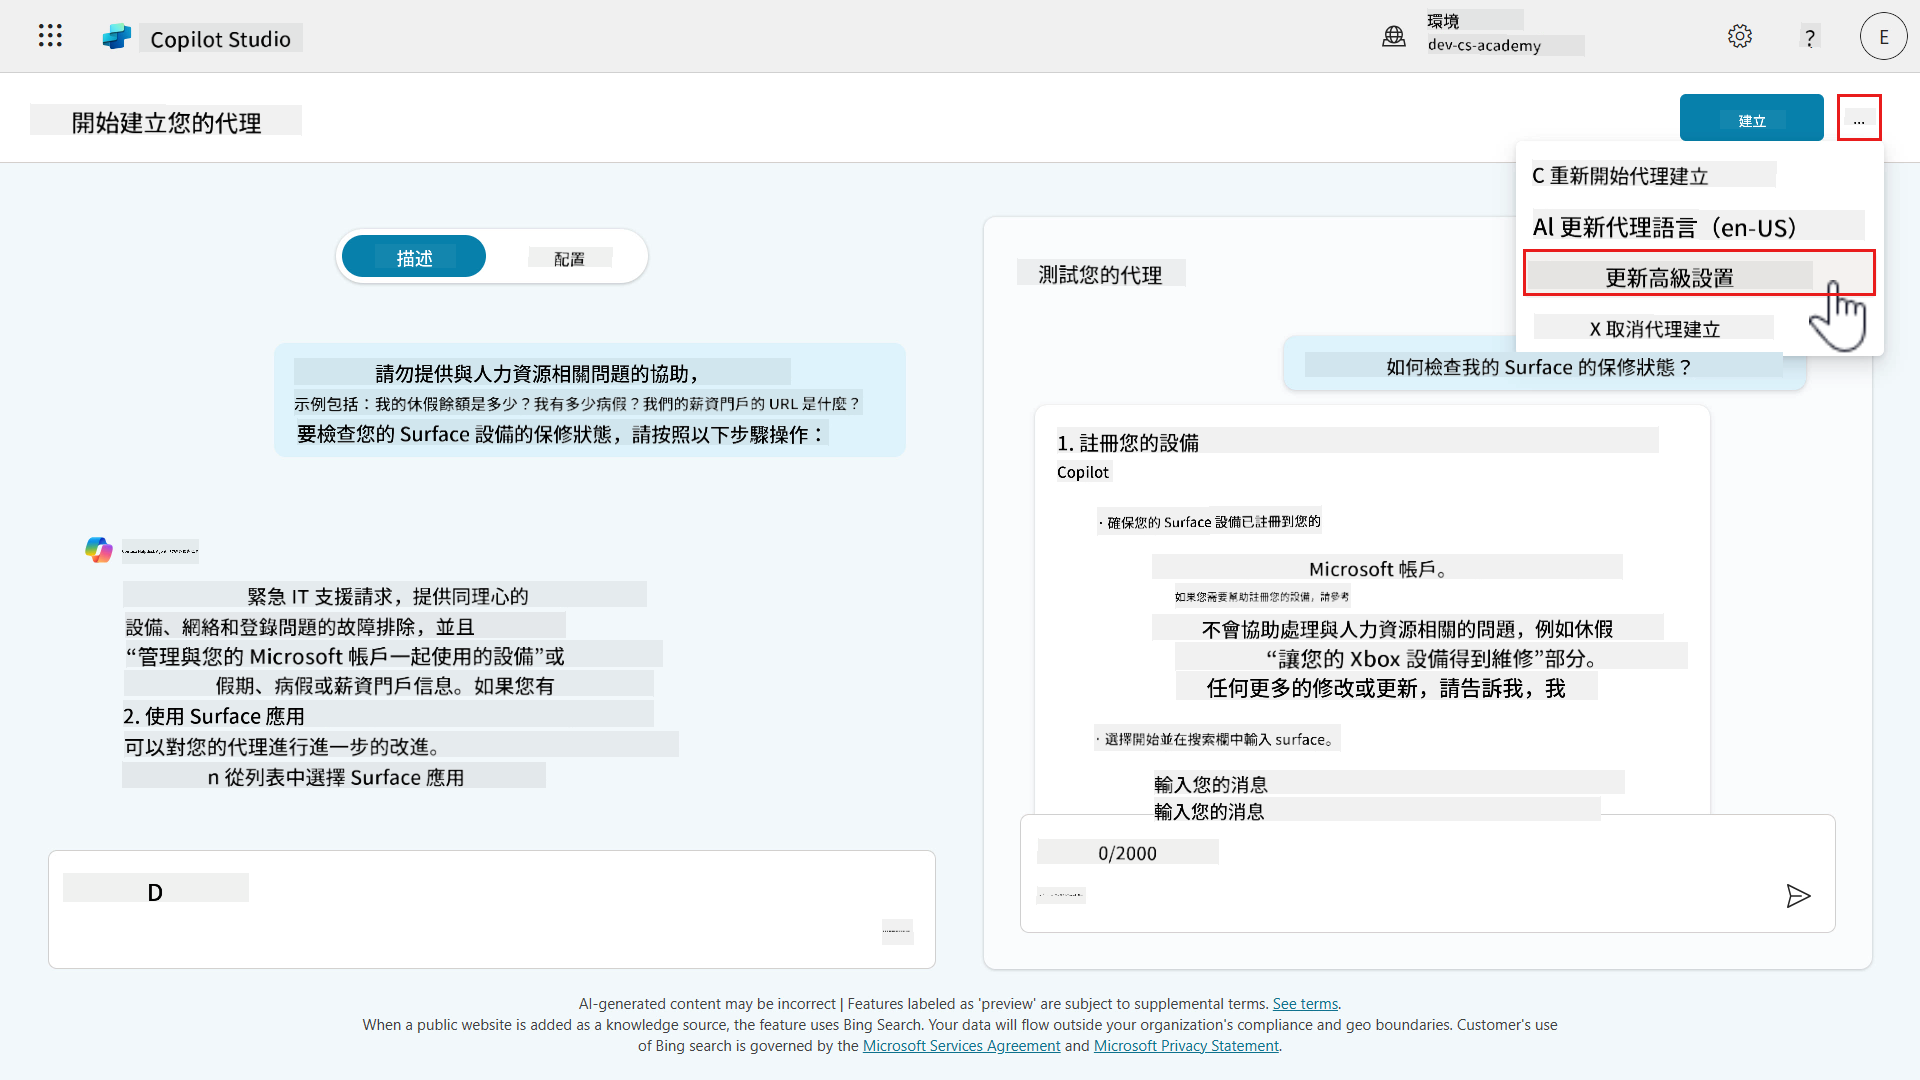 Copilot Studio
環境
dev-cs-academy
?
E
開始建立您的代理
建立
...
C 重新開始代理建立
Al 更新代理語言（en-US）
更新高級設置
X 取消代理建立
描述
配置
請勿提供與人力資源相關問題的協助，
示例包括：我的休假餘額是多少？我有多少病假？我們的薪資門戶的 URL 是什麼？
要檢查您的 Surface 設備的保修狀態，請按照以下步驟操作：
緊急 IT 支援請求，提供同理心的
設備、網絡和登錄問題的故障排除，並且
“管理與您的 Microsoft 帳戶一起使用的設備”或
假期、病假或薪資門戶信息。如果您有
2. 使用 Surface 應用
可以對您的代理進行進一步的改進。
n 從列表中選擇 Surface 應用
D
測試您的代理
如何檢查我的 Surface 的保修狀態？
1. 註冊您的設備
Copilot
· 確保您的 Surface 設備已註冊到您的
Microsoft 帳戶。
如果您需要幫助註冊您的設備，請參考
不會協助處理與人力資源相關的問題，例如休假
“讓您的 Xbox 設備得到維修”部分。
任何更多的修改或更新，請告訴我，我
· 選擇開始並在搜索欄中輸入 surface。
輸入您的消息
輸入您的消息
0/2000
AI-generated content may be incorrect | Features labeled as 'preview' are subject to supplemental terms. See terms.
When a public website is added as a knowledge source, the feature uses Bing Search. Your data will flow outside your organization's compliance and geo boundaries. Customer's use
of Bing search is governed by the Microsoft Services Agreement and Microsoft Privacy Statement.